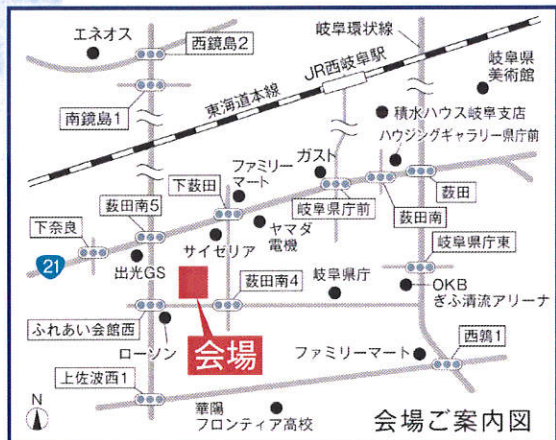 エネオス
西鏡島2
岐阜環状線
JR西岐阜駅
岐阜県
美術館
南鏡島1
東海道本線
積水ハウス岐阜支店
ハウジングギャラリー県庁前
ガスト
ファミリー
マート
下薮田
岐阜県庁前
薮田南
薮田
薮田南5
下奈良
サイゼリア
ヤマダ
電機
岐阜県庁東
21
出光GS
薮田南4
岐阜県庁
OKB
ぎふ清流アリーナ
ふれあい会館西
ローソン
会場
ファミリーマート
西鶉1
上佐波西1
N
華陽
フロンティア高校
会場ご案内図